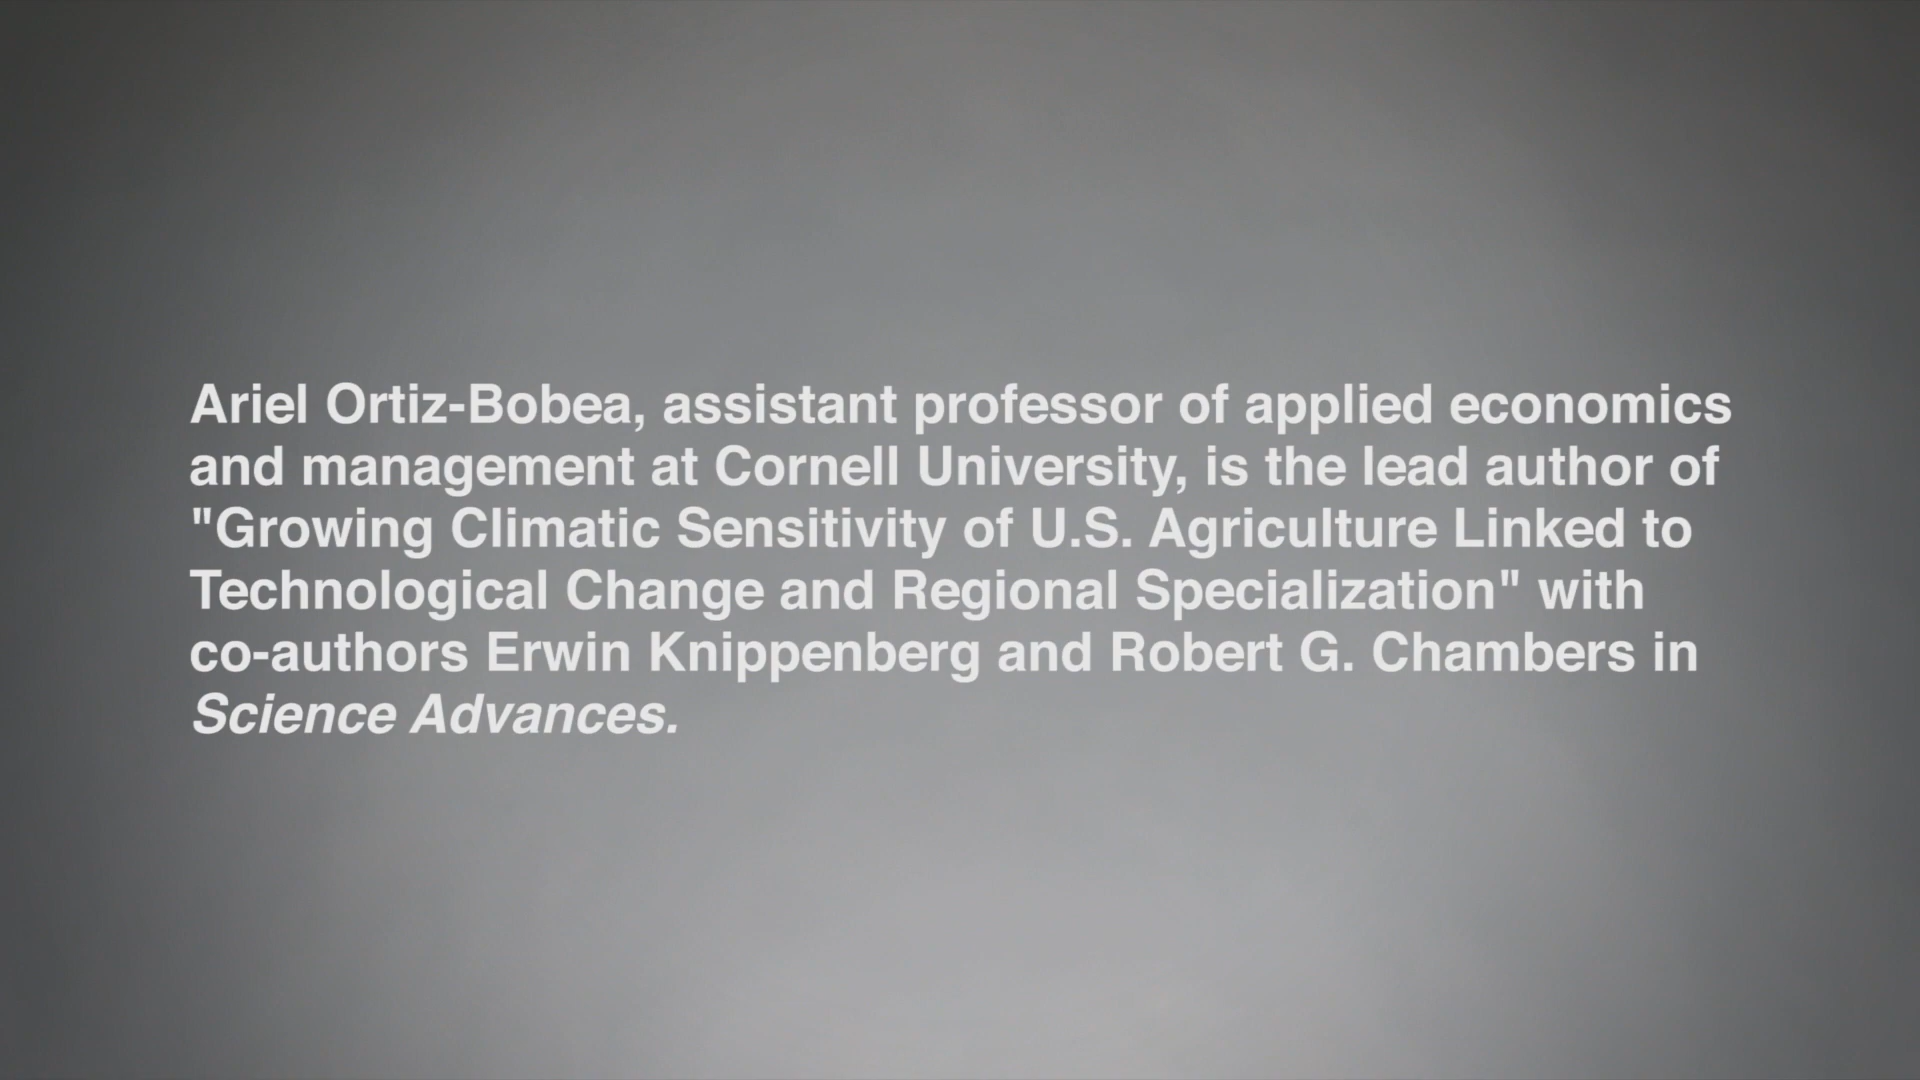 Ariel Ortiz-Bobea, assistant professor of applied economics
and management at Cornell University, is the lead author of
"Growing Climatic Sensitivity of U.S. Agriculture Linked to
Technological Change and Regional Specialization" with
co-authors Erwin Knippenberg and Robert G. Chambers in
Science Advances.